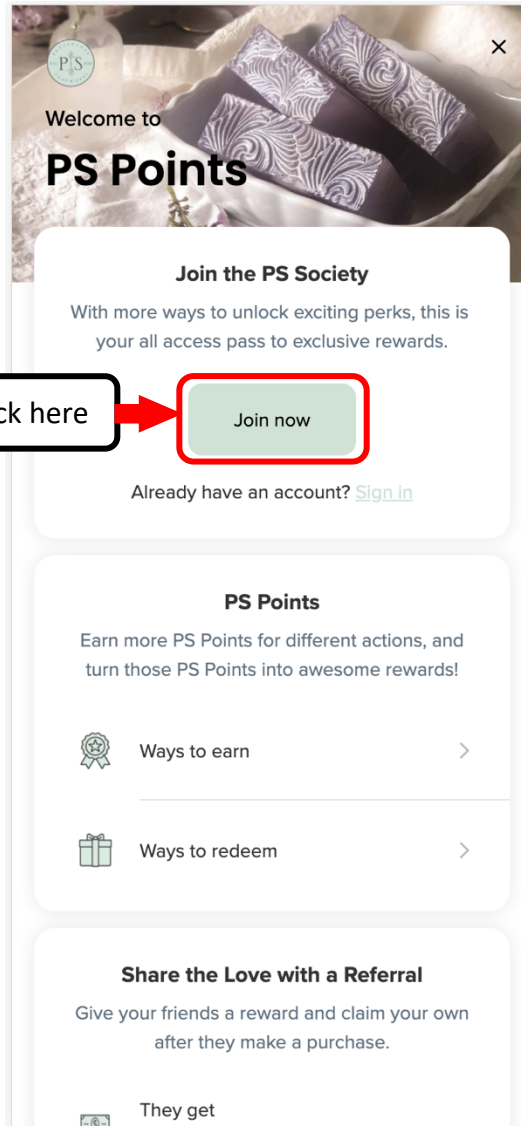 P S
Welcome to
PS Points
Join the PS Society
With more ways to unlock exciting perks, this is
your all access pass to exclusive rewards.
ck here
Join now
Already have an account? Sign in
PS Points
Earn more PS Points for different actions, and
turn those PS Points into awesome rewards!
Ways to earn
Ways to redeem
Share the Love with a Referral
Give your friends a reward and claim your own
after they make a purchase.
They get